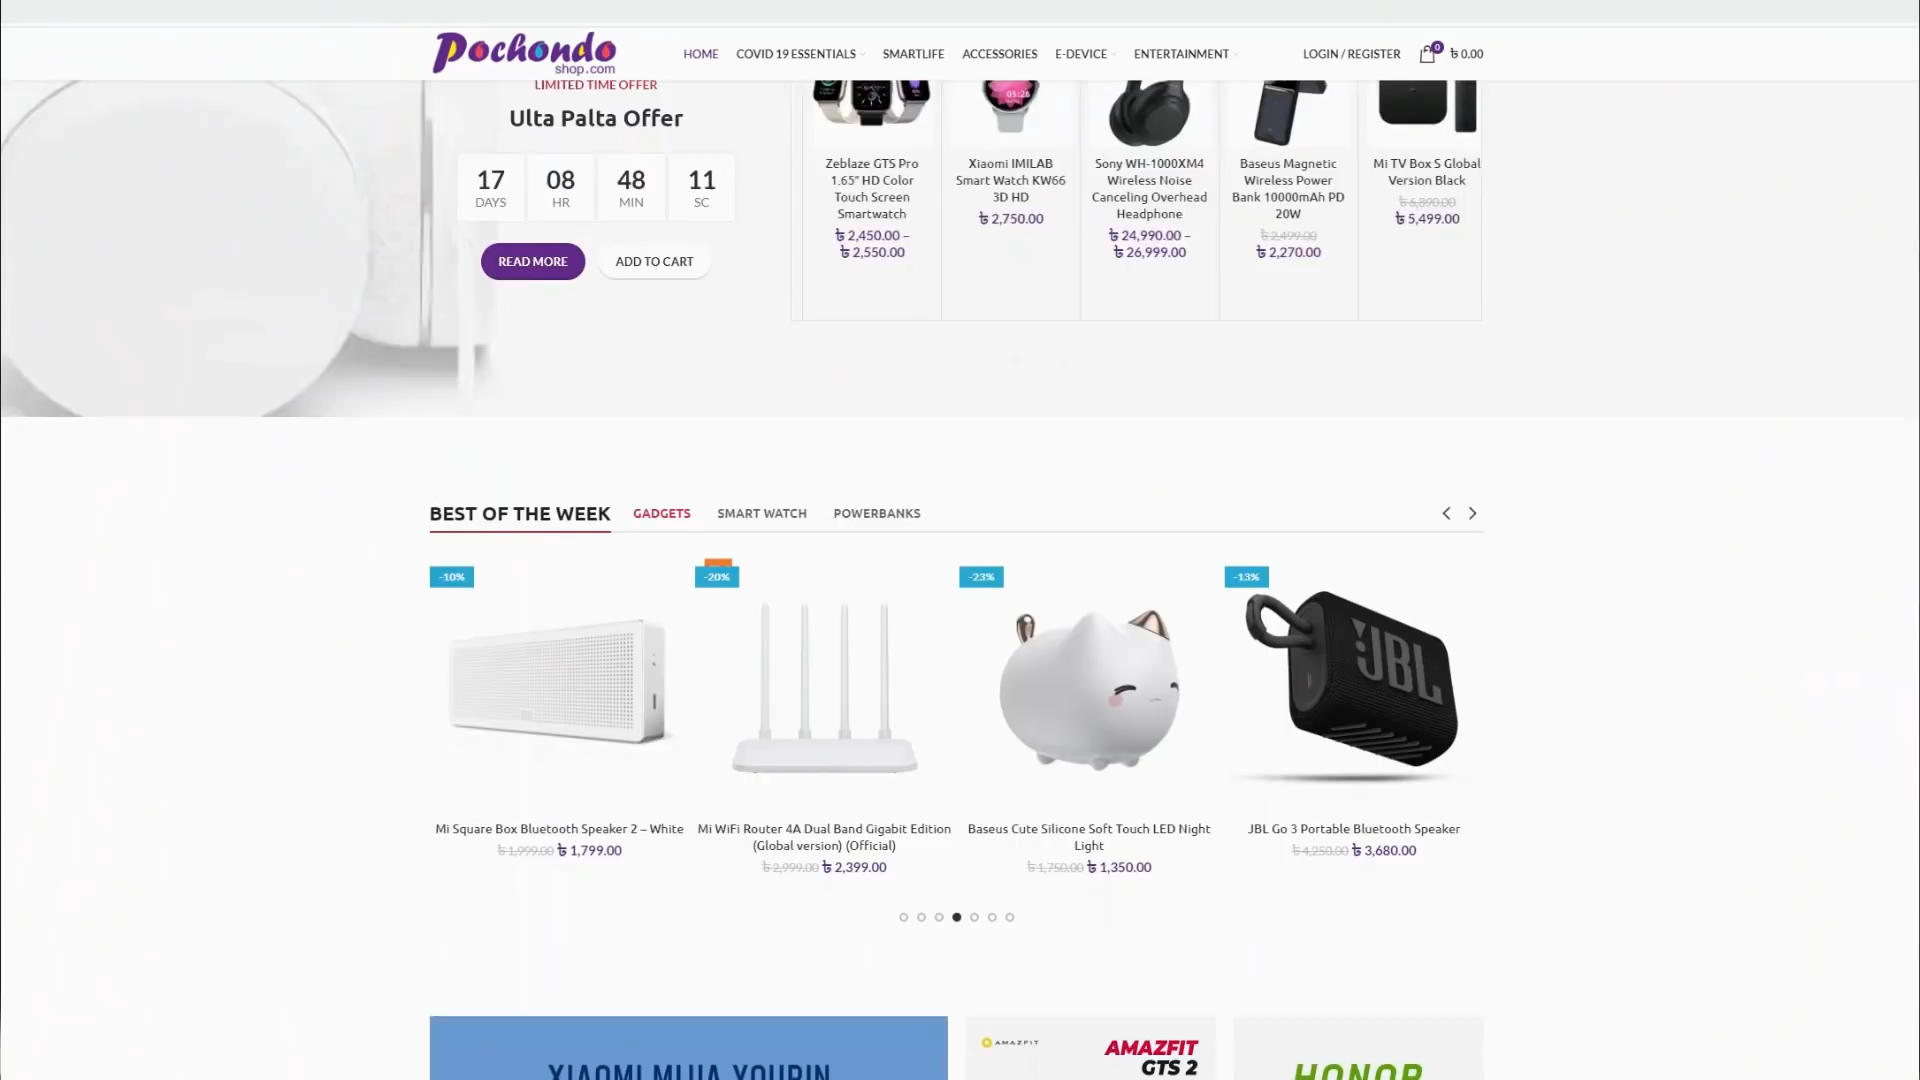 Pochondo
shop.com
HOME
COVID 19 ESSENTIALS
SMARTLIFE
ACCESSORIES
E-DEVICE
ENTERTAINMENT
LOGIN / REGISTER
0
৳ 0.00
LIMITED TIME OFFER
Ulta Palta Offer
17
08
48
11
DAYS
HR
MIN
SC
READ MORE
ADD TO CART
05:26
Zeblaze GTS Pro
1.65” HD Color
Touch Screen
Smartwatch
৳ 2,450.00 –
৳ 2,550.00
Xiaomi IMILAB
Smart Watch KW66
3D HD
৳ 2,750.00
Sony WH-1000XM4
Wireless Noise
Canceling Overhead
Headphone
৳ 24,990.00 –
৳ 26,999.00
Baseus Magnetic
Wireless Power
Bank 10000mAh PD
20W
৳ 2,499.00
৳ 2,270.00
Mi TV Box S Global
Version Black
৳ 6,890.00
৳ 5,499.00
BEST OF THE WEEK
GADGETS
SMART WATCH
POWERBANKS
-10%
-20%
-23%
-13%
JBL
Mi Square Box Bluetooth Speaker 2 – White
৳ 1,999.00 ৳ 1,799.00
Mi WiFi Router 4A Dual Band Gigabit Edition
(Global version) (Official)
৳ 2,999.00 ৳ 2,399.00
Baseus Cute Silicone Soft Touch LED Night
Light
৳ 1,750.00 ৳ 1,350.00
JBL Go 3 Portable Bluetooth Speaker
৳ 4,250.00 ৳ 3,680.00
XIAOMI MIJIA YOUPIN
AMAZFIT
AMAZFIT
GTS 2
HONOR